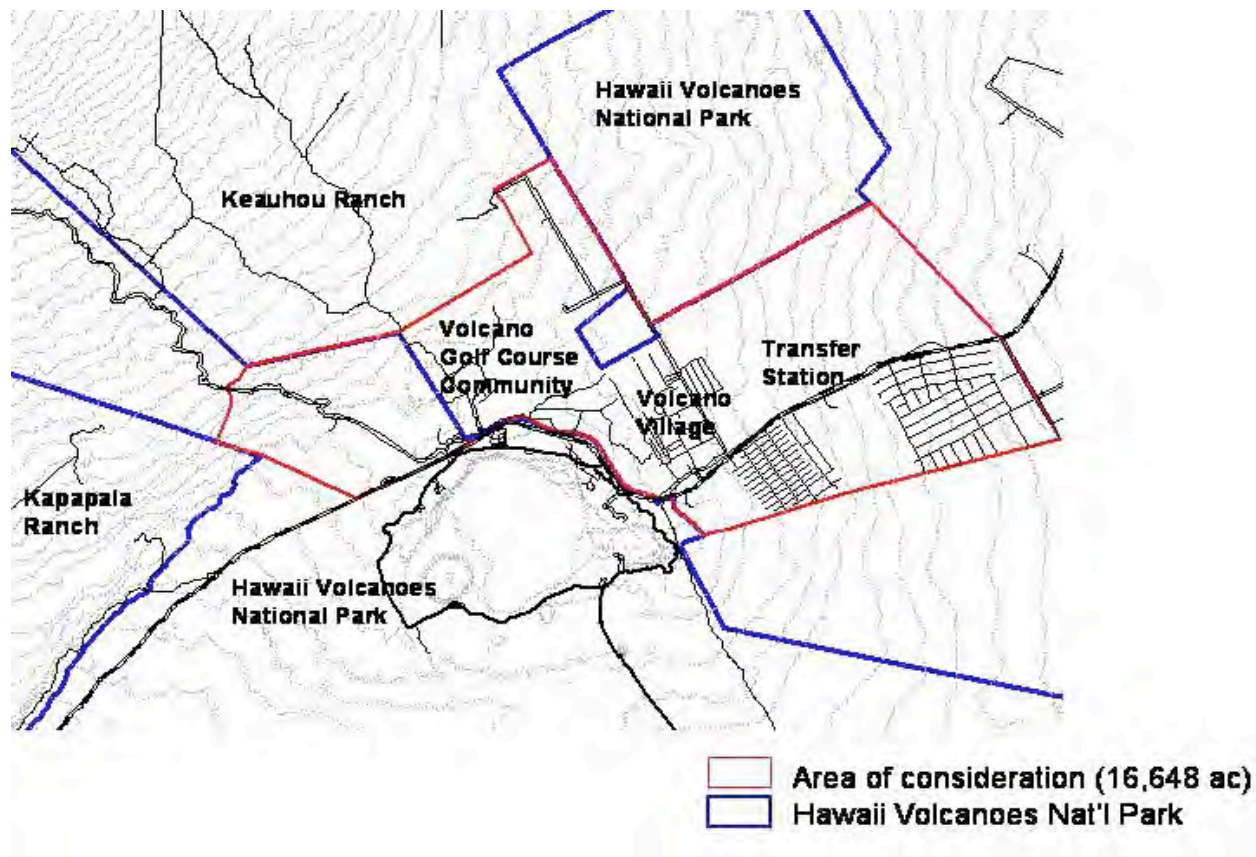 Hawaii Volcanoes
National Park
Keauhou Ranch
Volcano
Golf Course
Community
Transfer
Station
Volcano
Village
Kapapala
Ranch
Hawaii Volcanoes
National Park
Area of consideration (16,648 ac)
Hawaii Volcanoes Nat'l Park